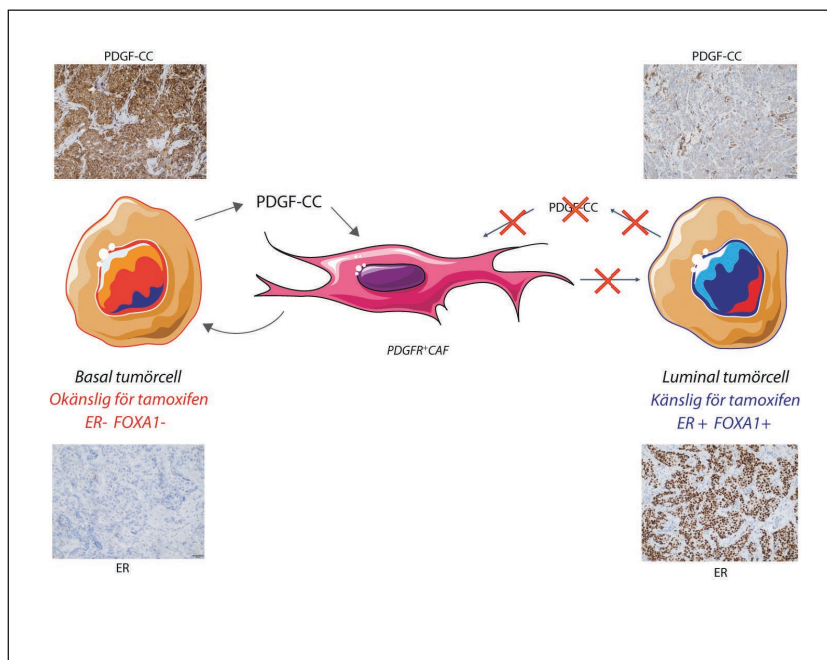 PDGF-CC
PDGF-CC
PDGF-CC
PDGF-CC
PDGFR⁺CAF
Basal tumörcell
Okänslig för tamoxifen
ER- FOXA1-
Luminal tumörcell
Känslig för tamoxifen
ER + FOXA1+
ER
ER